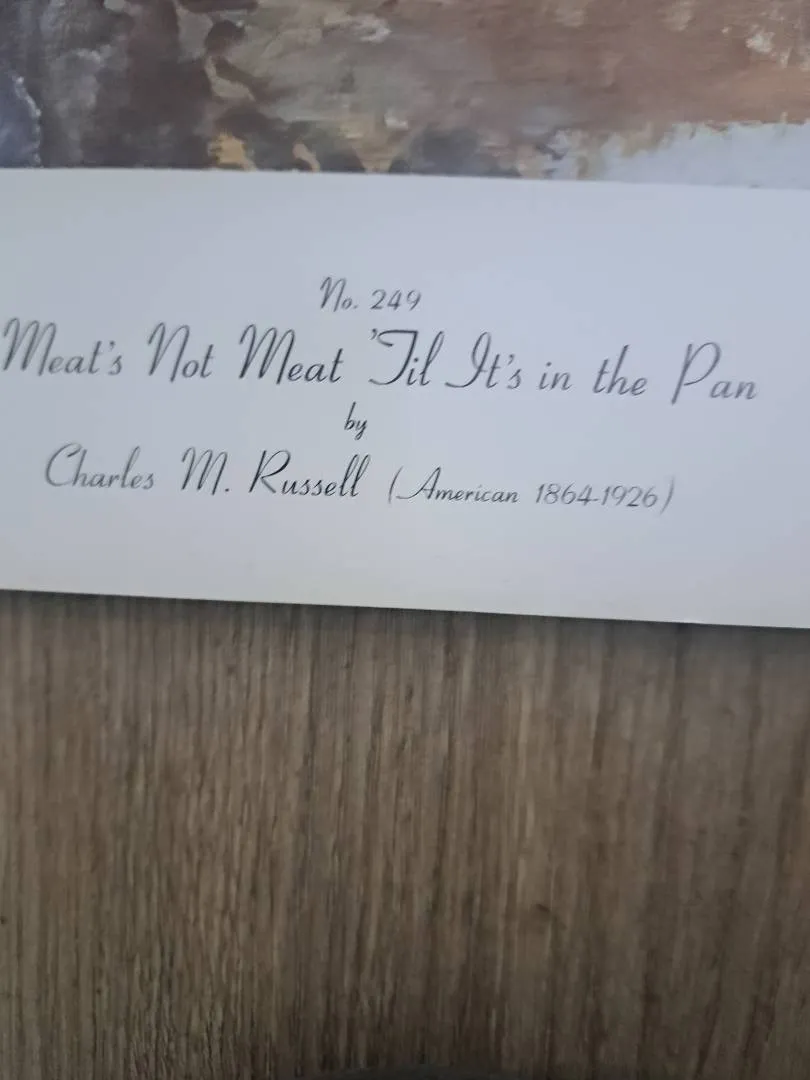 No. 249
Meat's Not Meat 'Til It's in the Pan
by
Charles M. Russell (American 1864-1926)